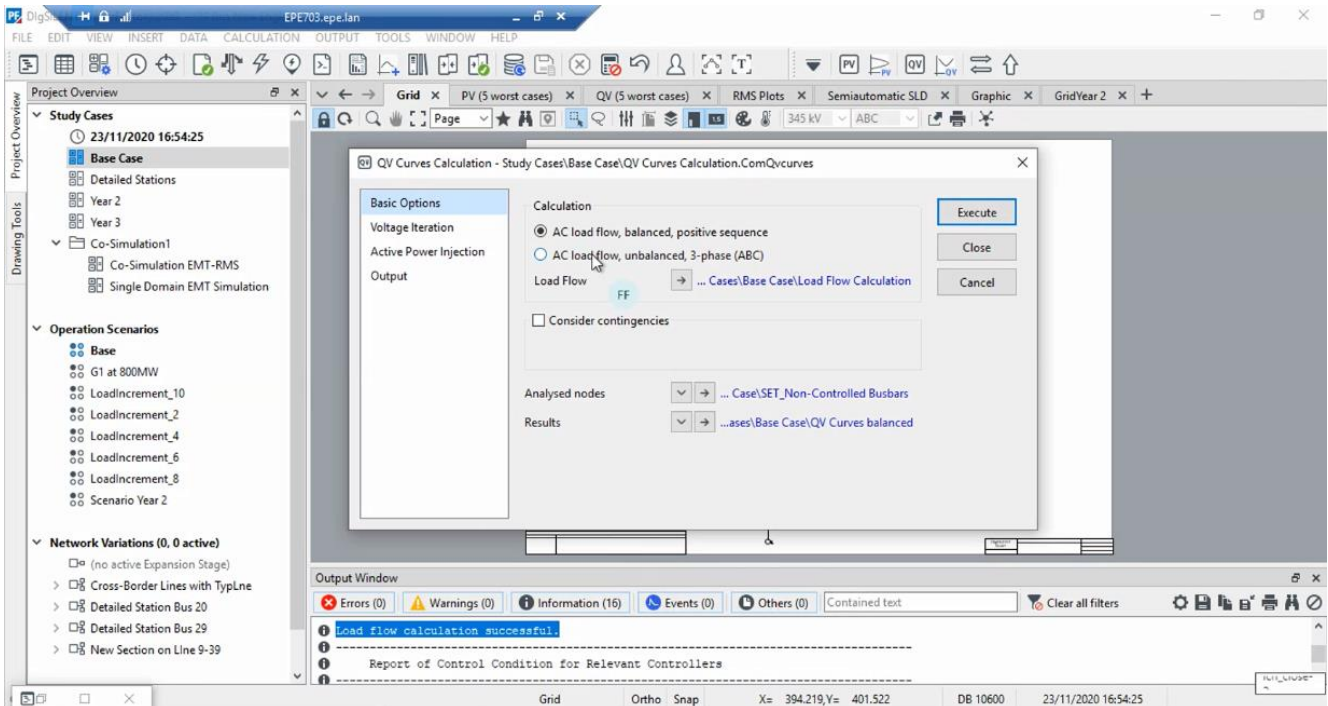 DIgS
EPE703.epe.lan
FILE EDIT VIEW INSERT DATA CALCULATION OUTPUT TOOLS WINDOW HELP
PV PV QV QV
Project Overview
Drawing Tools
Project Overview
Study Cases
23/11/2020 16:54:25
Base Case
Detailed Stations
Year 2
Year 3
Co-Simulation1
Co-Simulation EMT-RMS
Single Domain EMT Simulation
Operation Scenarios
Base
G1 at 800MW
LoadIncrement_10
LoadIncrement_2
LoadIncrement_4
LoadIncrement_6
LoadIncrement_8
Scenario Year 2
Network Variations (0, 0 active)
(no active Expansion Stage)
Cross-Border Lines with TypLne
Detailed Station Bus 20
Detailed Station Bus 29
New Section on LIne 9-39
Grid PV (5 worst cases) QV (5 worst cases) RMS Plots Semiautomatic SLD Graphic GridYear 2
Page 345 kV ABC
QV Curves Calculation - Study Cases\Base Case\QV Curves Calculation.ComQvcurves
Basic Options
Voltage Iteration
Active Power Injection
Output
Calculation
AC load flow, balanced, positive sequence
AC load flow, unbalanced, 3-phase (ABC)
Load Flow ... Cases\Base Case\Load Flow Calculation
FF
Consider contingencies
Analysed nodes ... Case\SET_Non-Controlled Busbars
Results ...ases\Base Case\QV Curves balanced
Execute
Close
Cancel
Output Window
Errors (0) Warnings (0) Information (16) Events (0) Others (0) Contained text Clear all filters
Load flow calculation successful.
--------------------------------------------------------------------------------
Report of Control Condition for Relevant Controllers
--------------------------------------------------------------------------------
Grid Ortho Snap X= 394.219,Y= 401.522 DB 10600 23/11/2020 16:54:25